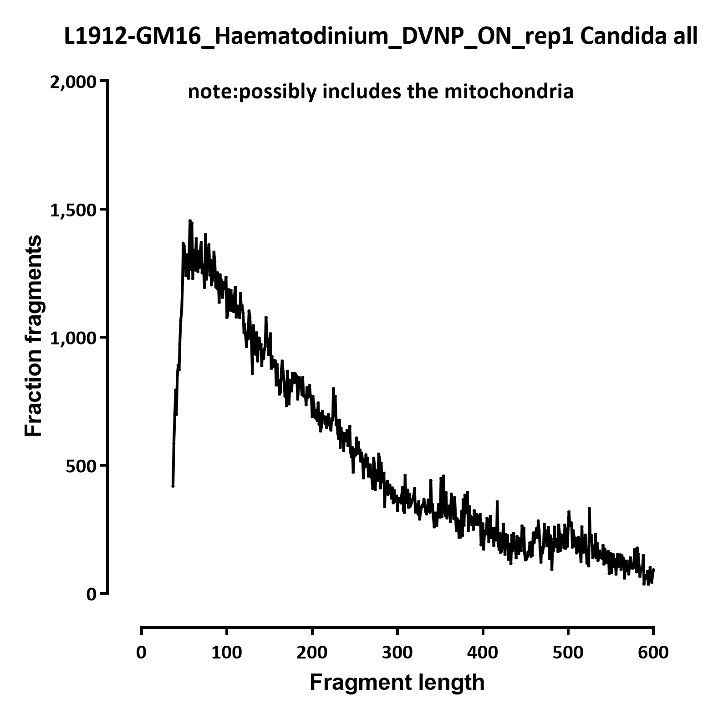 L1912-GM16_Haematodinium_DVNP_ON_rep1 Candida all
note:possibly includes the mitochondria
2,000
1,500
1,000
500
0
Fraction fragments
0 100 200 300 400 500 600
Fragment length